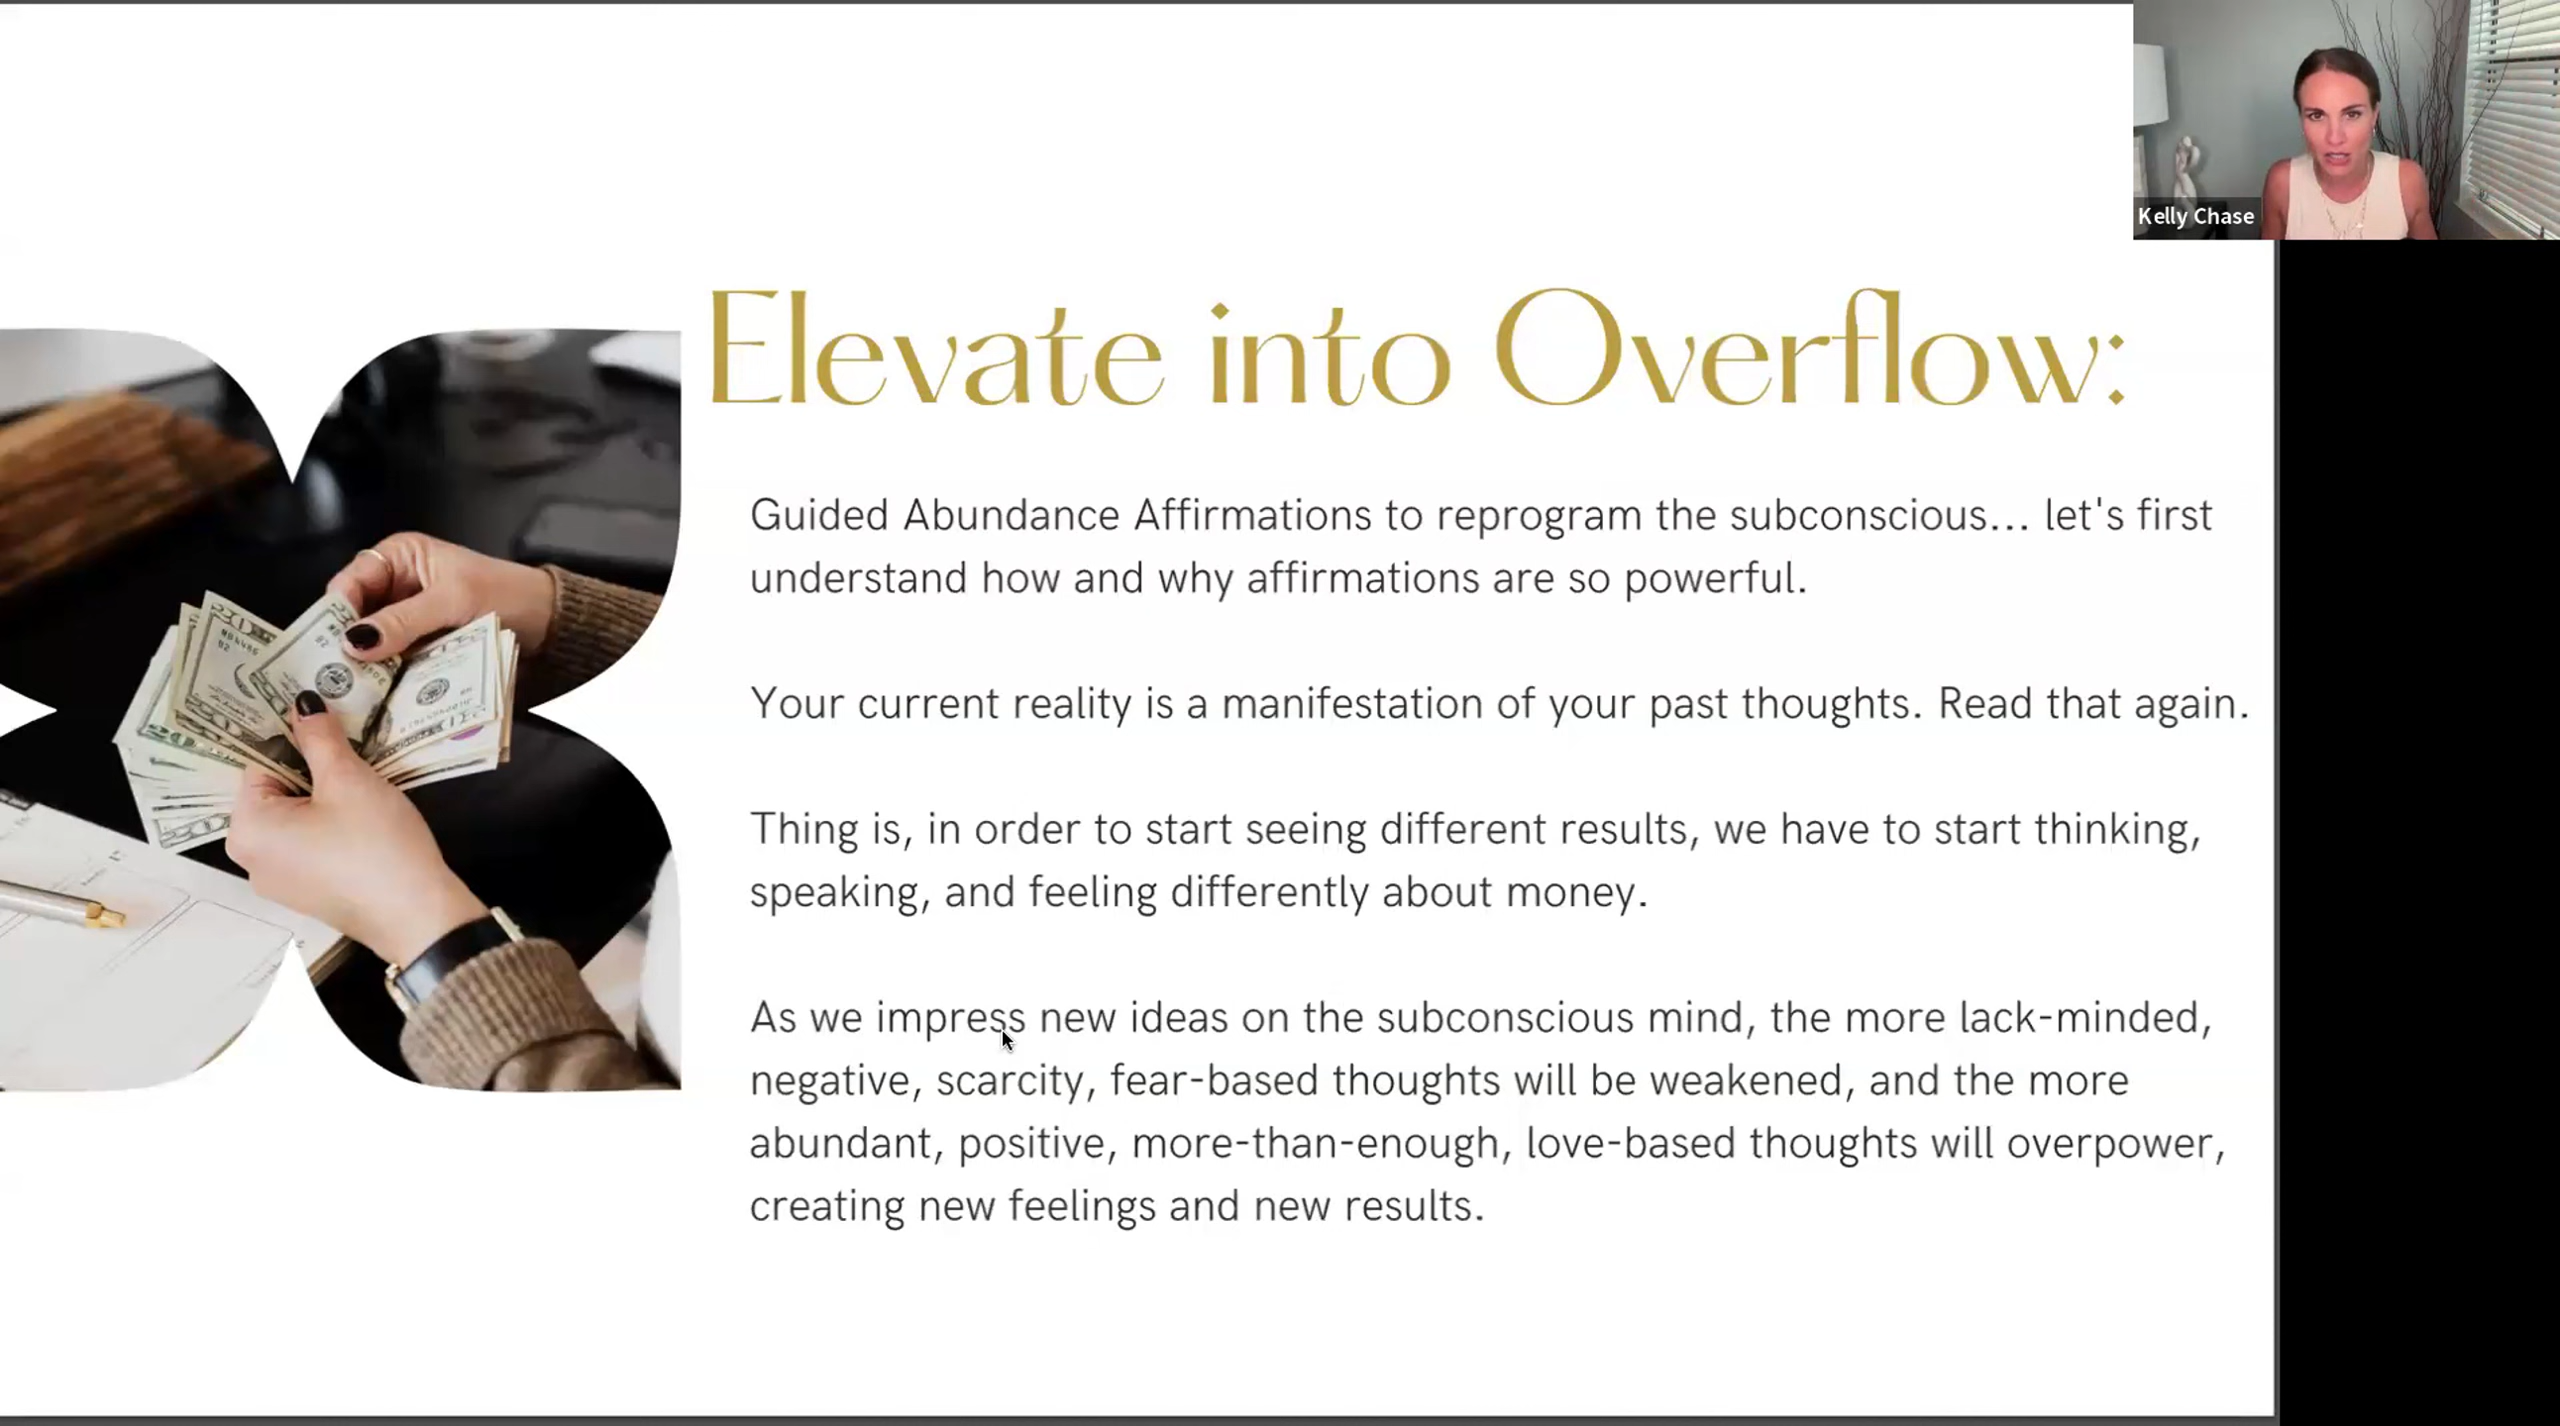 Kelly Chase
Elevate into Overflow:
Guided Abundance Affirmations to reprogram the subconscious... let's first
understand how and why affirmations are so powerful.
Your current reality is a manifestation of your past thoughts. Read that again.
Thing is, in order to start seeing different results, we have to start thinking,
speaking, and feeling differently about money.
As we impress new ideas on the subconscious mind, the more lack-minded,
negative, scarcity, fear-based thoughts will be weakened, and the more
abundant, positive, more-than-enough, love-based thoughts will overpower,
creating new feelings and new results.